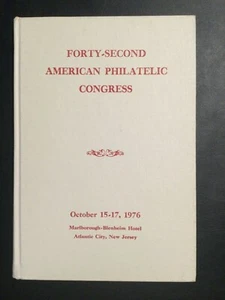 FORTY-SECOND
AMERICAN PHILATELIC
CONGRESS
October 15-17, 1976
Marlborough-Blenheim Hotel
Atlantic City, New Jersey